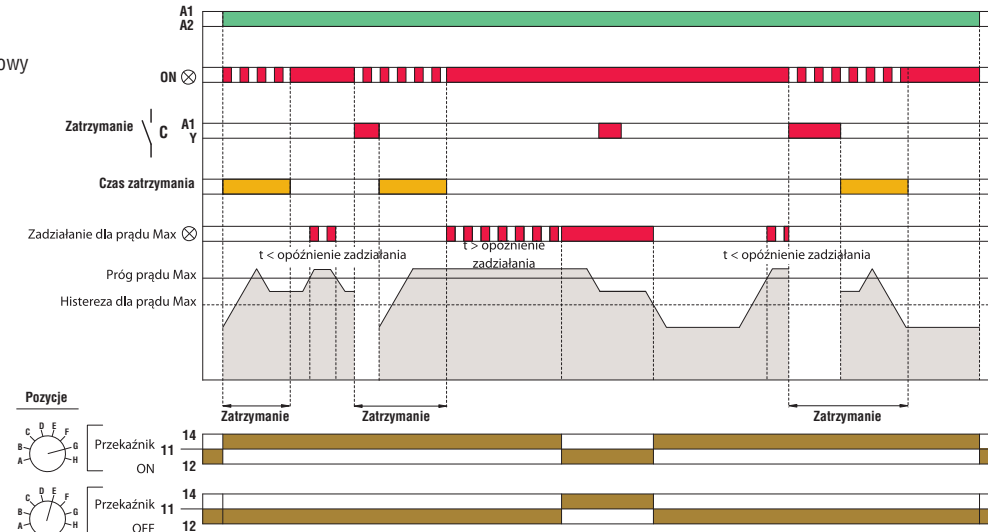 A1
A2
owy
ON
Zatrzymanie
C
A1
Y
Czas zatrzymania
Zadziałanie dla prądu Max
t < opóźnienie zadziałania
t > opóźnienie
zadziałania
t < opóźnienie zadziałania
Próg prądu Max
Histereza dla prądu Max
Pozycje
Zatrzymanie
Zatrzymanie
Zatrzymanie
A B C D E F G H
Przekaźnik
ON
11
14
12
A B C D E F G H
Przekaźnik
OFF
11
14
12